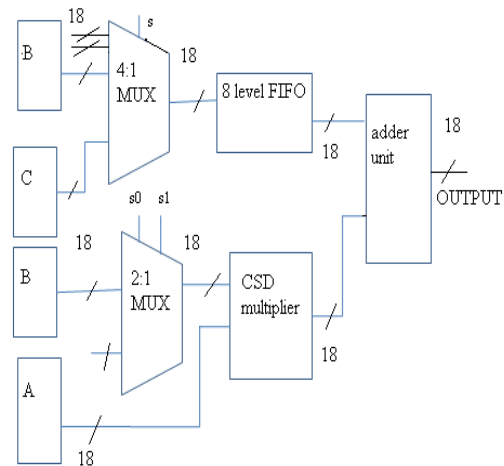 18
s
B
18
4:1
MUX
8 level FIFO
18
adder
unit
18
OUTPUT
C
s0
s1
18
18
B
2:1
MUX
CSD
multiplier
18
A
18